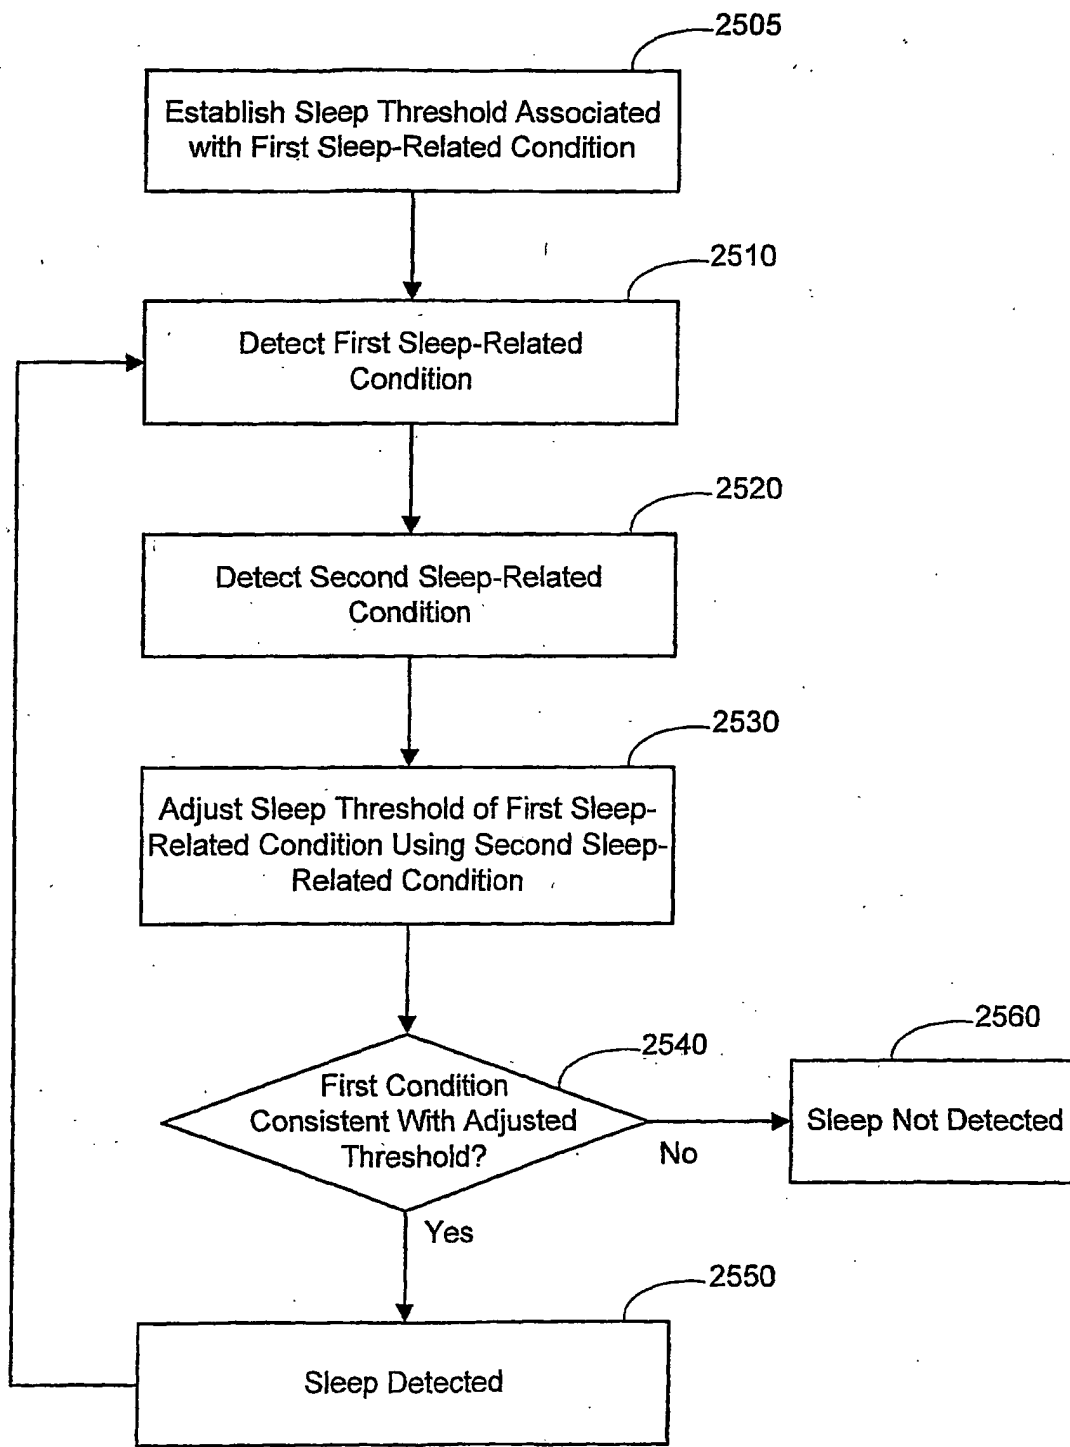 2505
Establish Sleep Threshold Associated
with First Sleep-Related Condition
2510
Detect First Sleep-Related
Condition
2520
Detect Second Sleep-Related
Condition
2530
Adjust Sleep Threshold of First Sleep-
Related Condition Using Second Sleep-
Related Condition
2540
First Condition
Consistent With Adjusted
Threshold?
No
2560
Sleep Not Detected
Yes
2550
Sleep Detected